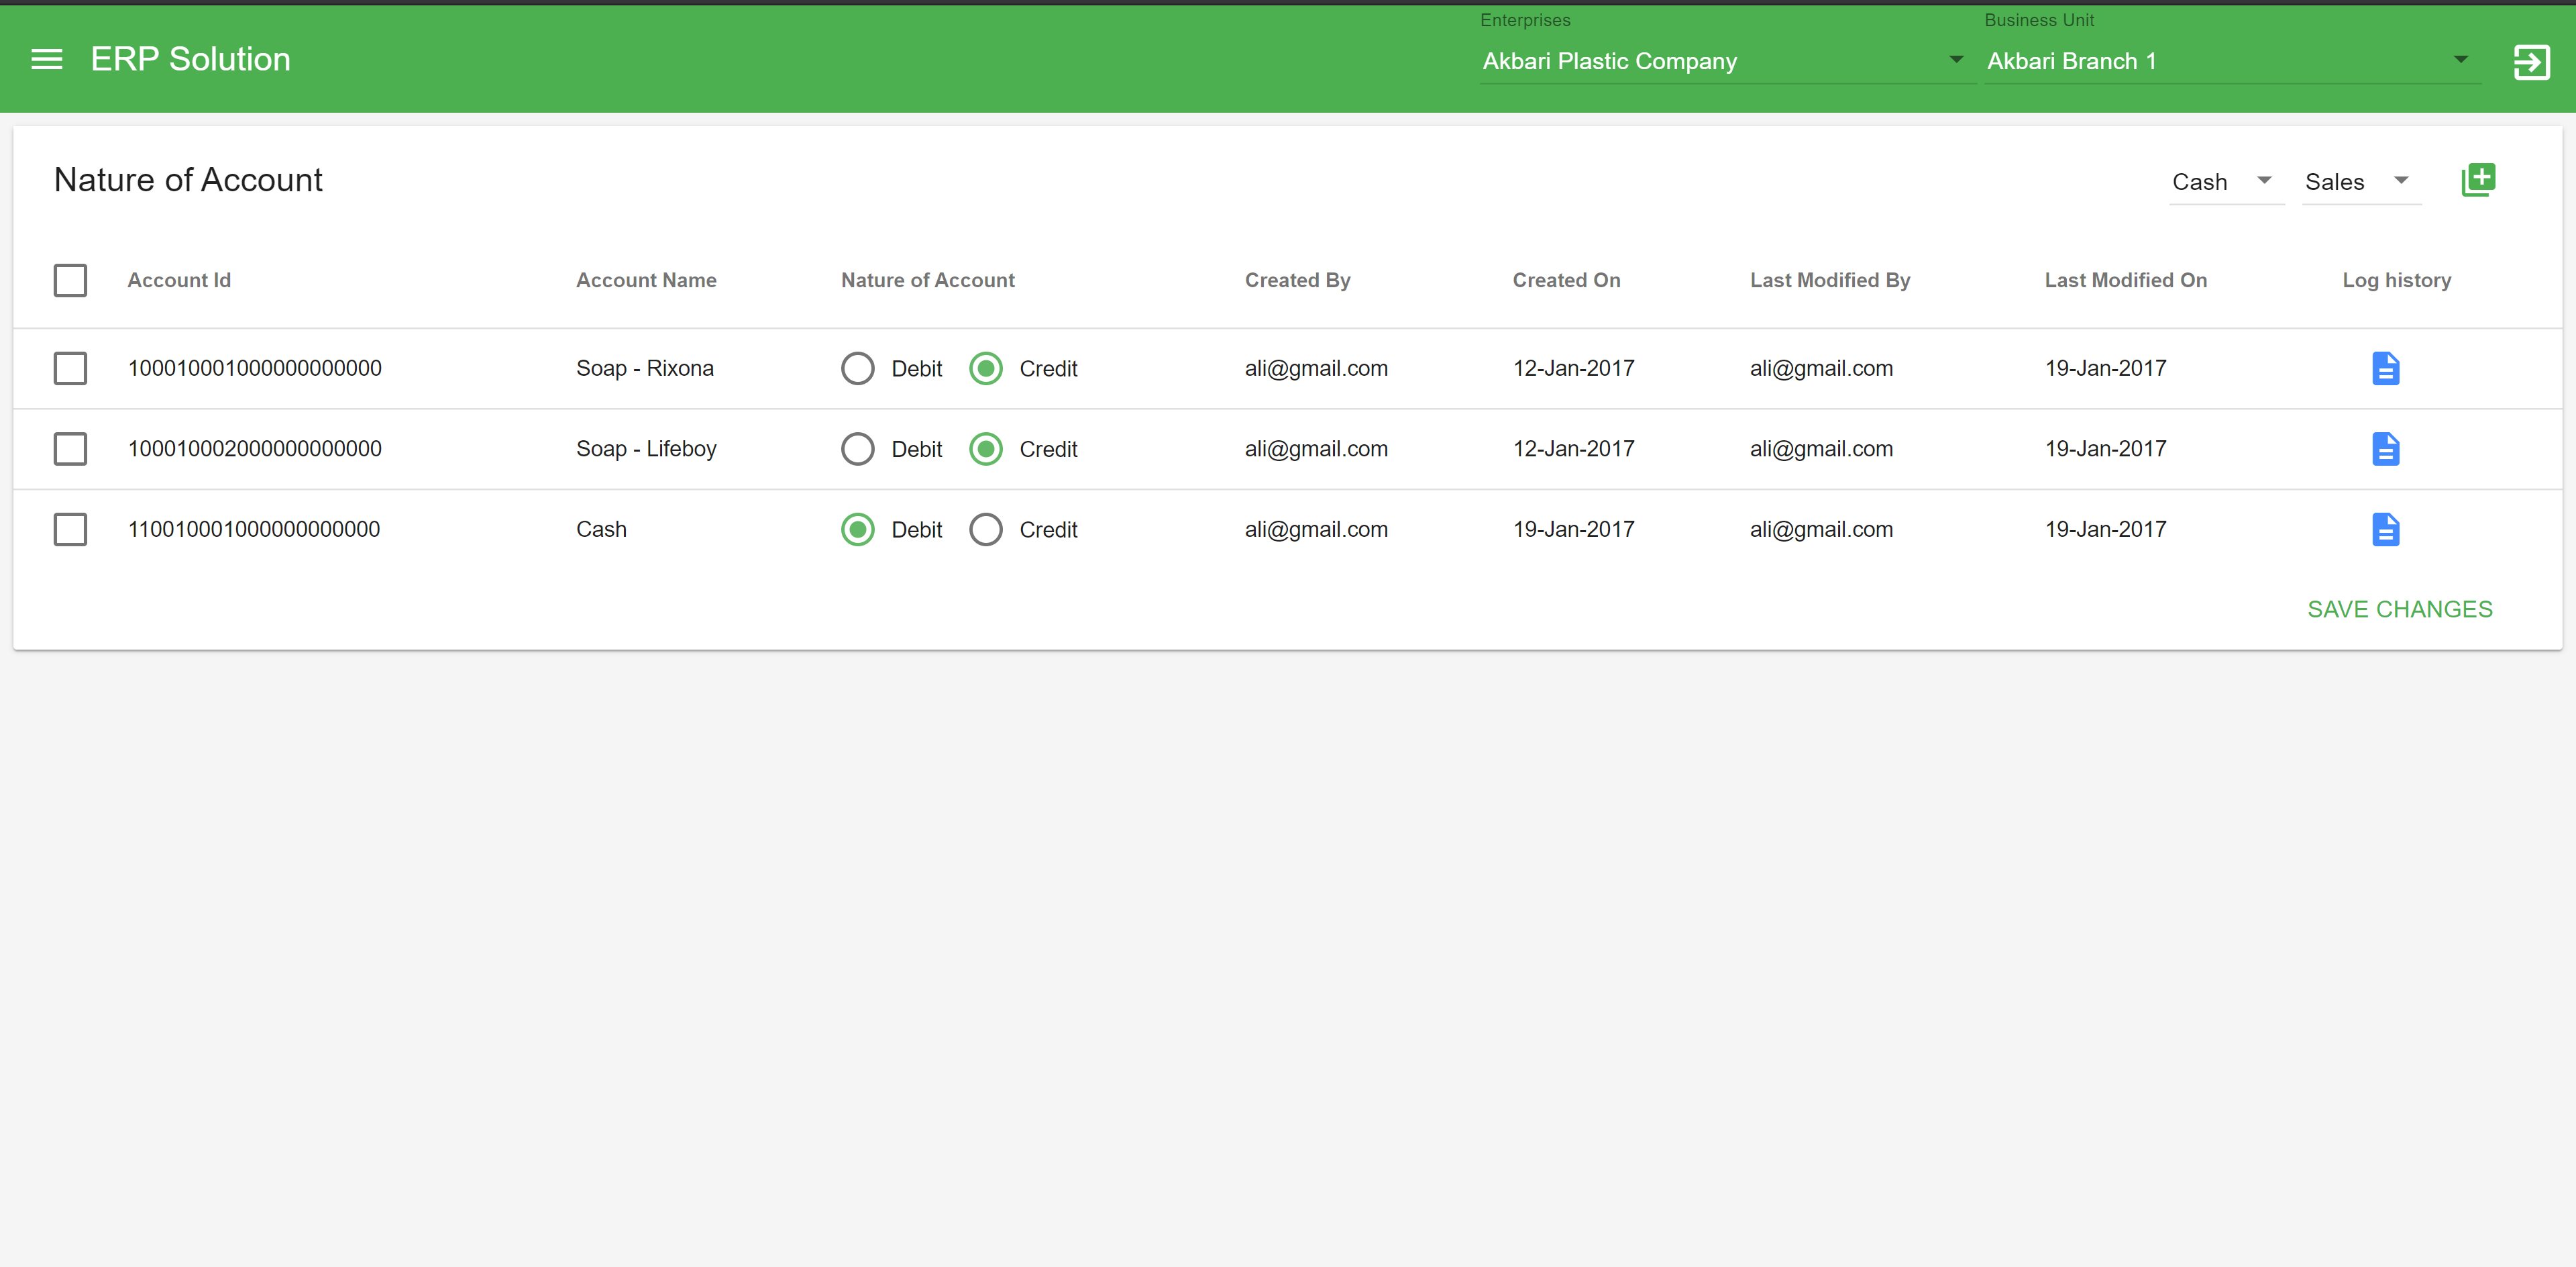 Enterprises Business Unit
ERP Solution Akbari Plastic Company Akbari Branch 1
Nature of Account Cash Sales
Account Id Account Name Nature of Account Created By Created On Last Modified By Last Modified On Log history
100010001000000000000 Soap - Rixona Debit Credit ali@gmail.com 12-Jan-2017 ali@gmail.com 19-Jan-2017
100010002000000000000 Soap - Lifeboy Debit Credit ali@gmail.com 12-Jan-2017 ali@gmail.com 19-Jan-2017
110010001000000000000 Cash Debit Credit ali@gmail.com 19-Jan-2017 ali@gmail.com 19-Jan-2017
SAVE CHANGES